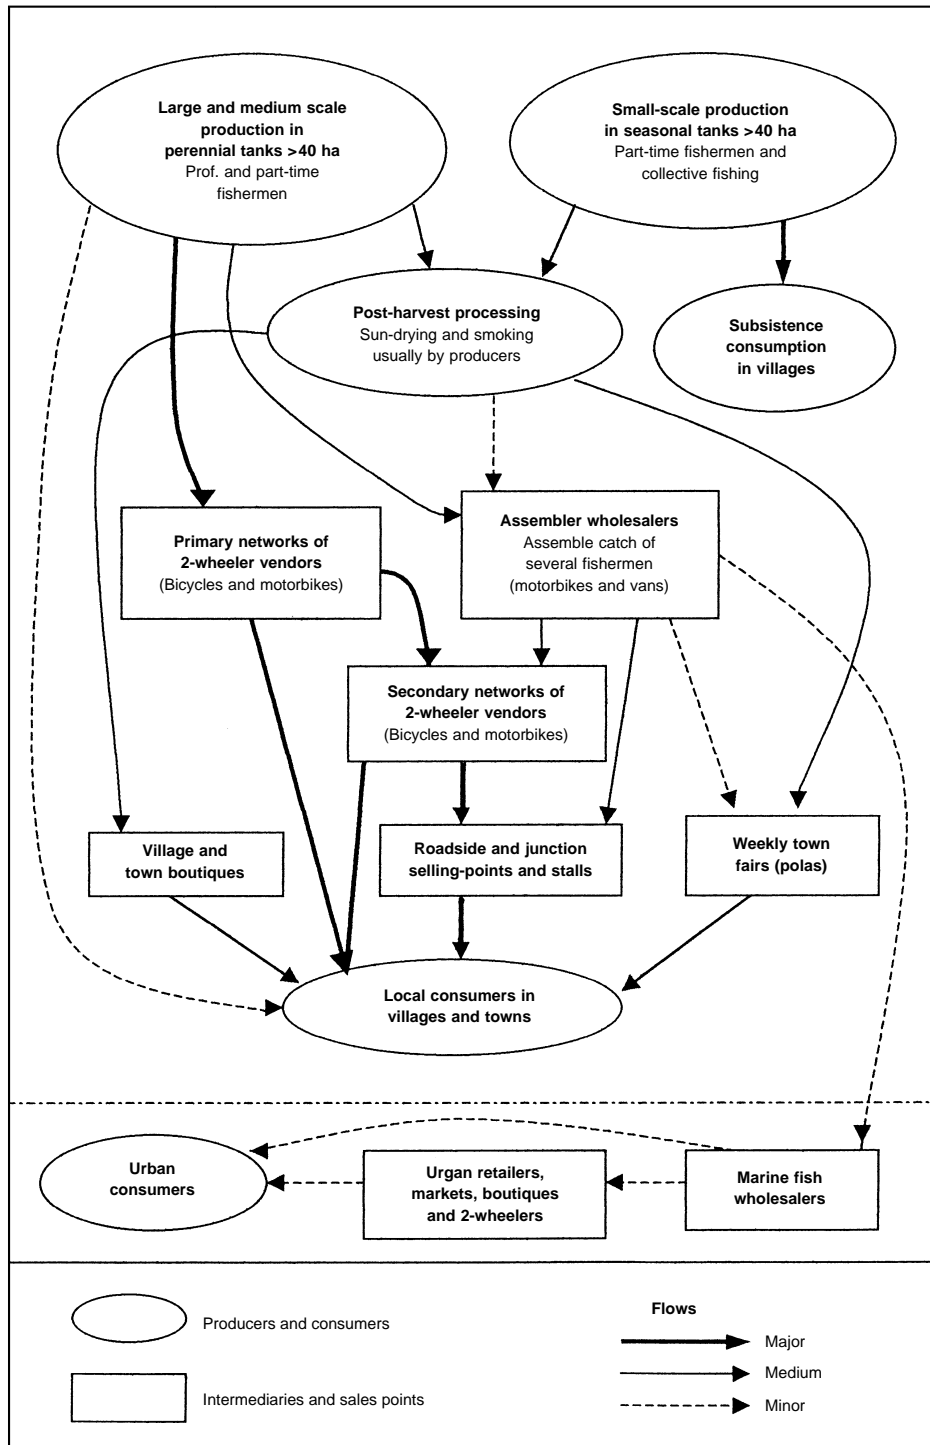 Large and medium scale
production in
perennial tanks >40 ha
Prof. and part-time
fishermen
Small-scale production
in seasonal tanks >40 ha
Part-time fishermen and
collective fishing
Post-harvest processing
Sun-drying and smoking
usually by producers
Subsistence
consumption
in villages
Primary networks of
2-wheeler vendors
(Bicycles and motorbikes)
Assembler wholesalers
Assemble catch of
several fishermen
(motorbikes and vans)
Secondary networks of
2-wheeler vendors
(Bicycles and motorbikes)
Village and
town boutiques
Roadside and junction
selling-points and stalls
Weekly town
fairs (polas)
Local consumers in
villages and towns
Urban
consumers
Urgan retailers,
markets, boutiques
and 2-wheelers
Marine fish
wholesalers
Producers and consumers
Intermediaries and sales points
Flows
Major
Medium
Minor